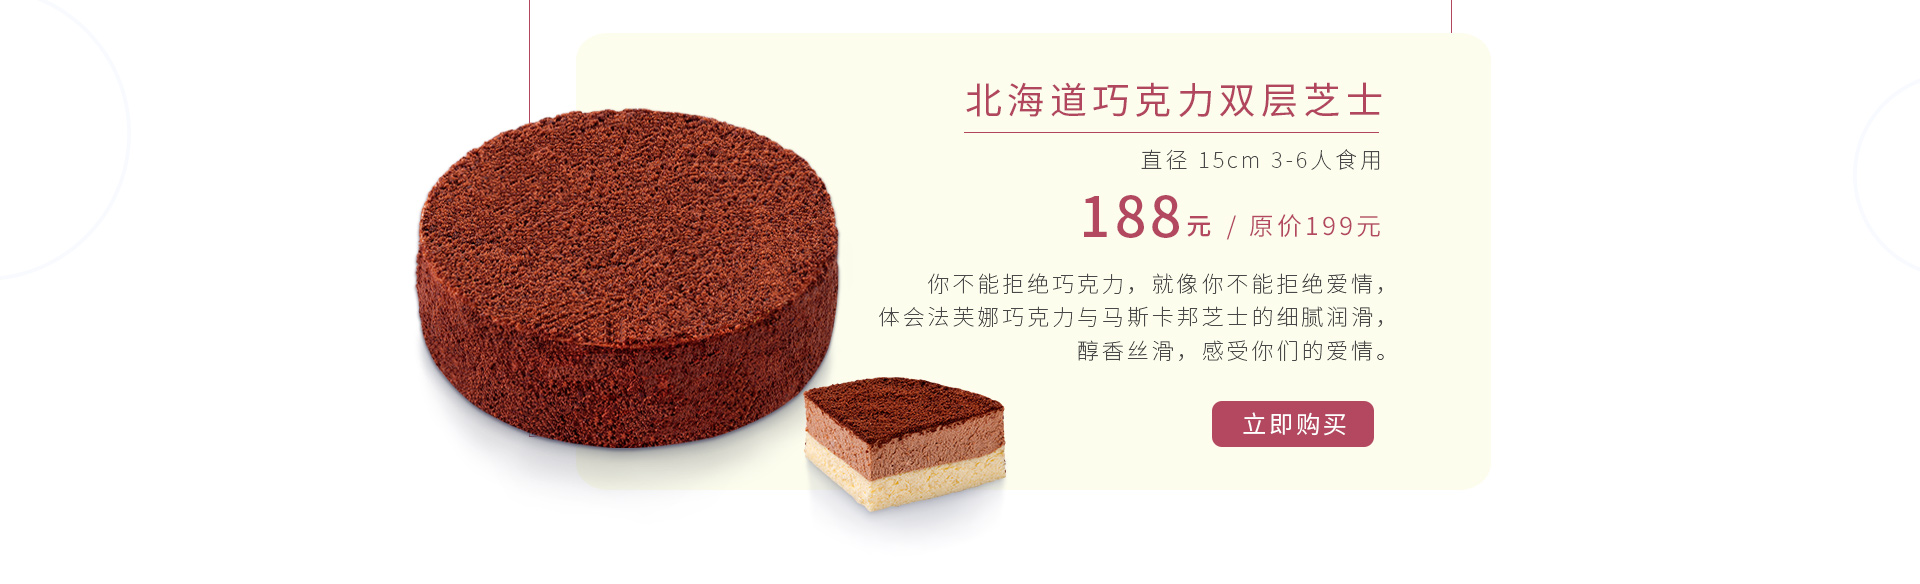 北海道巧克力双层芝士
直径 15cm 3-6人食用
188元 / 原价199元
你不能拒绝巧克力，就像你不能拒绝爱情，
体会法芙娜巧克力与马斯卡邦芝士的细腻润滑，
醇香丝滑，感受你们的爱情。
立即购买